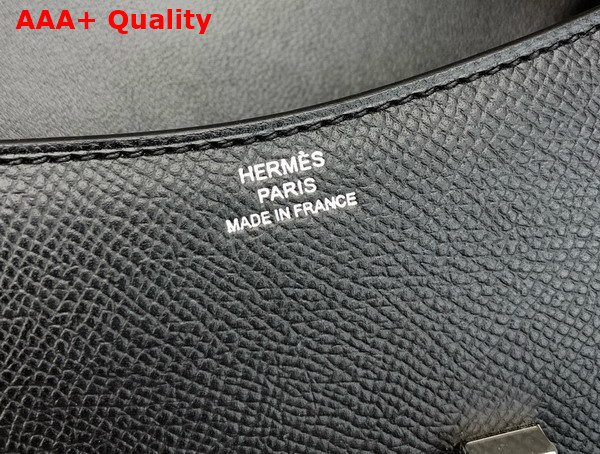 AAA+ Quality
HERMÈS
PARIS
MADE IN FRANCE